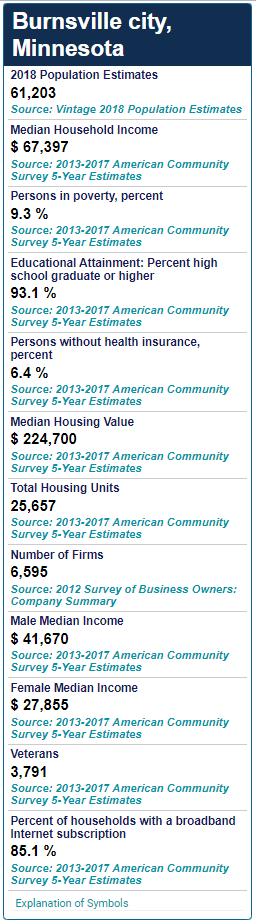 Burnsville city,
Minnesota
2018 Population Estimates
61,203
Source: Vintage 2018 Population Estimates
Median Household Income
$ 67,397
Source: 2013-2017 American Community
Survey 5-Year Estimates
Persons in poverty, percent
9.3 %
Source: 2013-2017 American Community
Survey 5-Year Estimates
Educational Attainment: Percent high
school graduate or higher
93.1 %
Source: 2013-2017 American Community
Survey 5-Year Estimates
Persons without health insurance,
percent
6.4 %
Source: 2013-2017 American Community
Survey 5-Year Estimates
Median Housing Value
$ 224,700
Source: 2013-2017 American Community
Survey 5-Year Estimates
Total Housing Units
25,657
Source: 2013-2017 American Community
Survey 5-Year Estimates
Number of Firms
6,595
Source: 2012 Survey of Business Owners:
Company Summary
Male Median Income
$ 41,670
Source: 2013-2017 American Community
Survey 5-Year Estimates
Female Median Income
$ 27,855
Source: 2013-2017 American Community
Survey 5-Year Estimates
Veterans
3,791
Source: 2013-2017 American Community
Survey 5-Year Estimates
Percent of households with a broadband
Internet subscription
85.1 %
Source: 2013-2017 American Community
Survey 5-Year Estimates
Explanation of Symbols